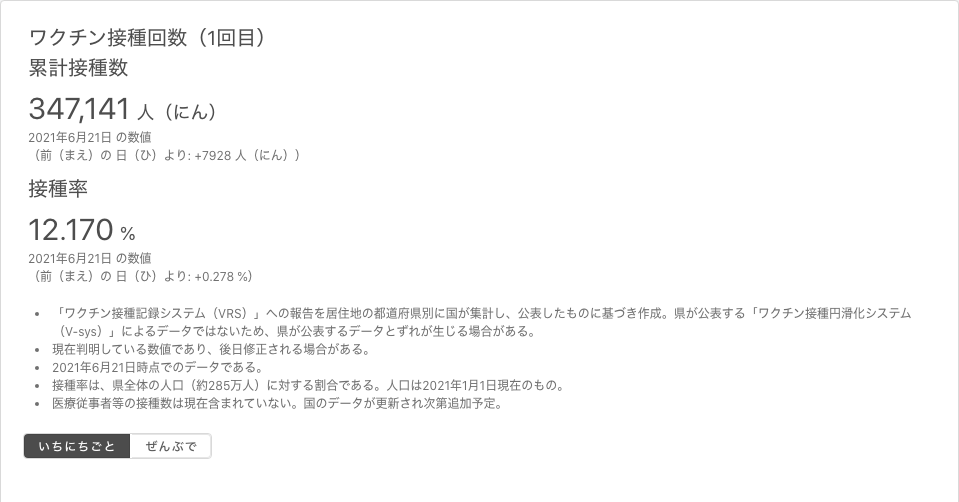 ワクチン接種回数（1回目）
累計接種数
347,141 人（にん）
2021年6月21日 の数値
（前（まえ）の 日（ひ）より: +7928 人（にん））
接種率
12.170 %
2021年6月21日 の数値
（前（まえ）の 日（ひ）より: +0.278 %）
• 「ワクチン接種記録システム（VRS）」への報告を居住地の都道府県別に国が集計し、公表したものに基づき作成。県が公表する「ワクチン接種円滑化システム
（V-sys）」によるデータではないため、県が公表するデータとずれが生じる場合がある。
• 現在判明している数値であり、後日修正される場合がある。
• 2021年6月21日時点でのデータである。
• 接種率は、県全体の人口（約285万人）に対する割合である。人口は2021年1月1日現在のもの。
• 医療従事者等の接種数は現在含まれていない。国のデータが更新され次第追加予定。
いちにちごと ぜんぶで